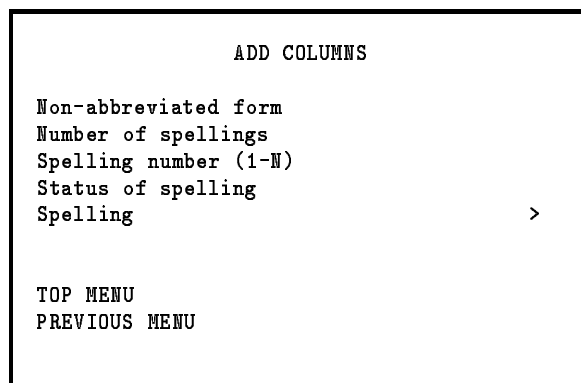 ADD COLUMNS
Non-abbreviated form
Number of spellings
Spelling number (1-N)
Status of spelling
Spelling >
TOP MENU
PREVIOUS MENU